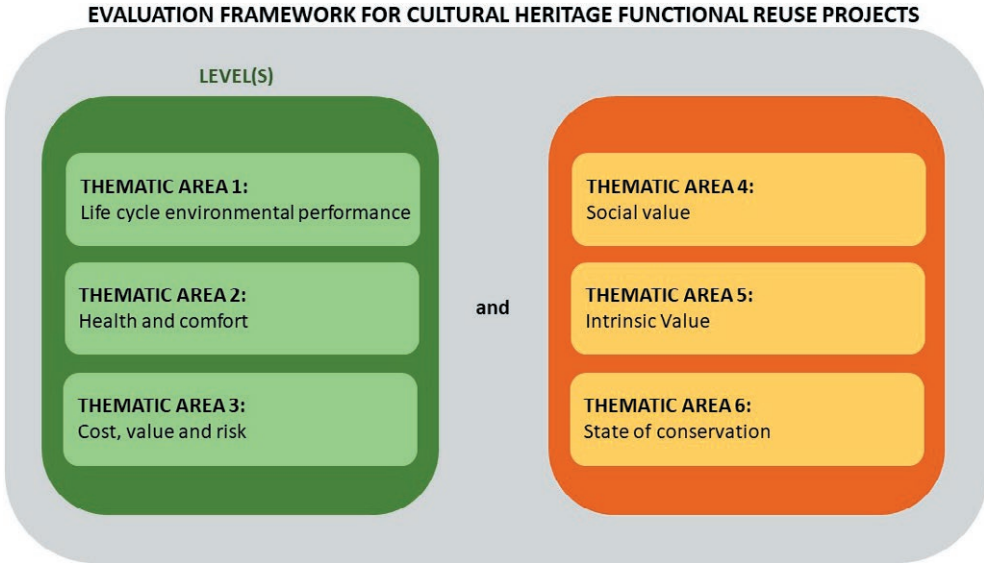 EVALUATION FRAMEWORK FOR CULTURAL HERITAGE FUNCTIONAL REUSE PROJECTS
LEVEL(S)
THEMATIC AREA 1:
Life cycle environmental performance
THEMATIC AREA 2:
Health and comfort
THEMATIC AREA 3:
Cost, value and risk
and
THEMATIC AREA 4:
Social value
THEMATIC AREA 5:
Intrinsic Value
THEMATIC AREA 6:
State of conservation